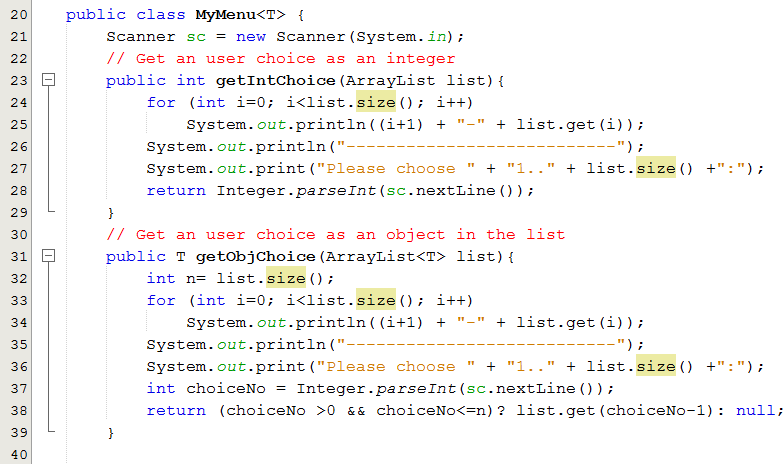 20 public class MyMenu<T> {
21 Scanner sc = new Scanner(System.in);
22 // Get an user choice as an integer
23 public int getIntChoice(ArrayList list){
24 for (int i=0; i<list.size(); i++)
25 System.out.println((i+1) + "-" + list.get(i));
26 System.out.println("---------------------------");
27 System.out.print("Please choose " + "1.." + list.size() +":");
28 return Integer.parseInt(sc.nextLine());
29 }
30 // Get an user choice as an object in the list
31 public T getObjChoice(ArrayList<T> list){
32 int n= list.size();
33 for (int i=0; i<list.size(); i++)
34 System.out.println((i+1) + "-" + list.get(i));
35 System.out.println("---------------------------");
36 System.out.print("Please choose " + "1.." + list.size() +":");
37 int choiceNo = Integer.parseInt(sc.nextLine());
38 return (choiceNo >0 && choiceNo<=n)? list.get(choiceNo-1): null;
39 }
40